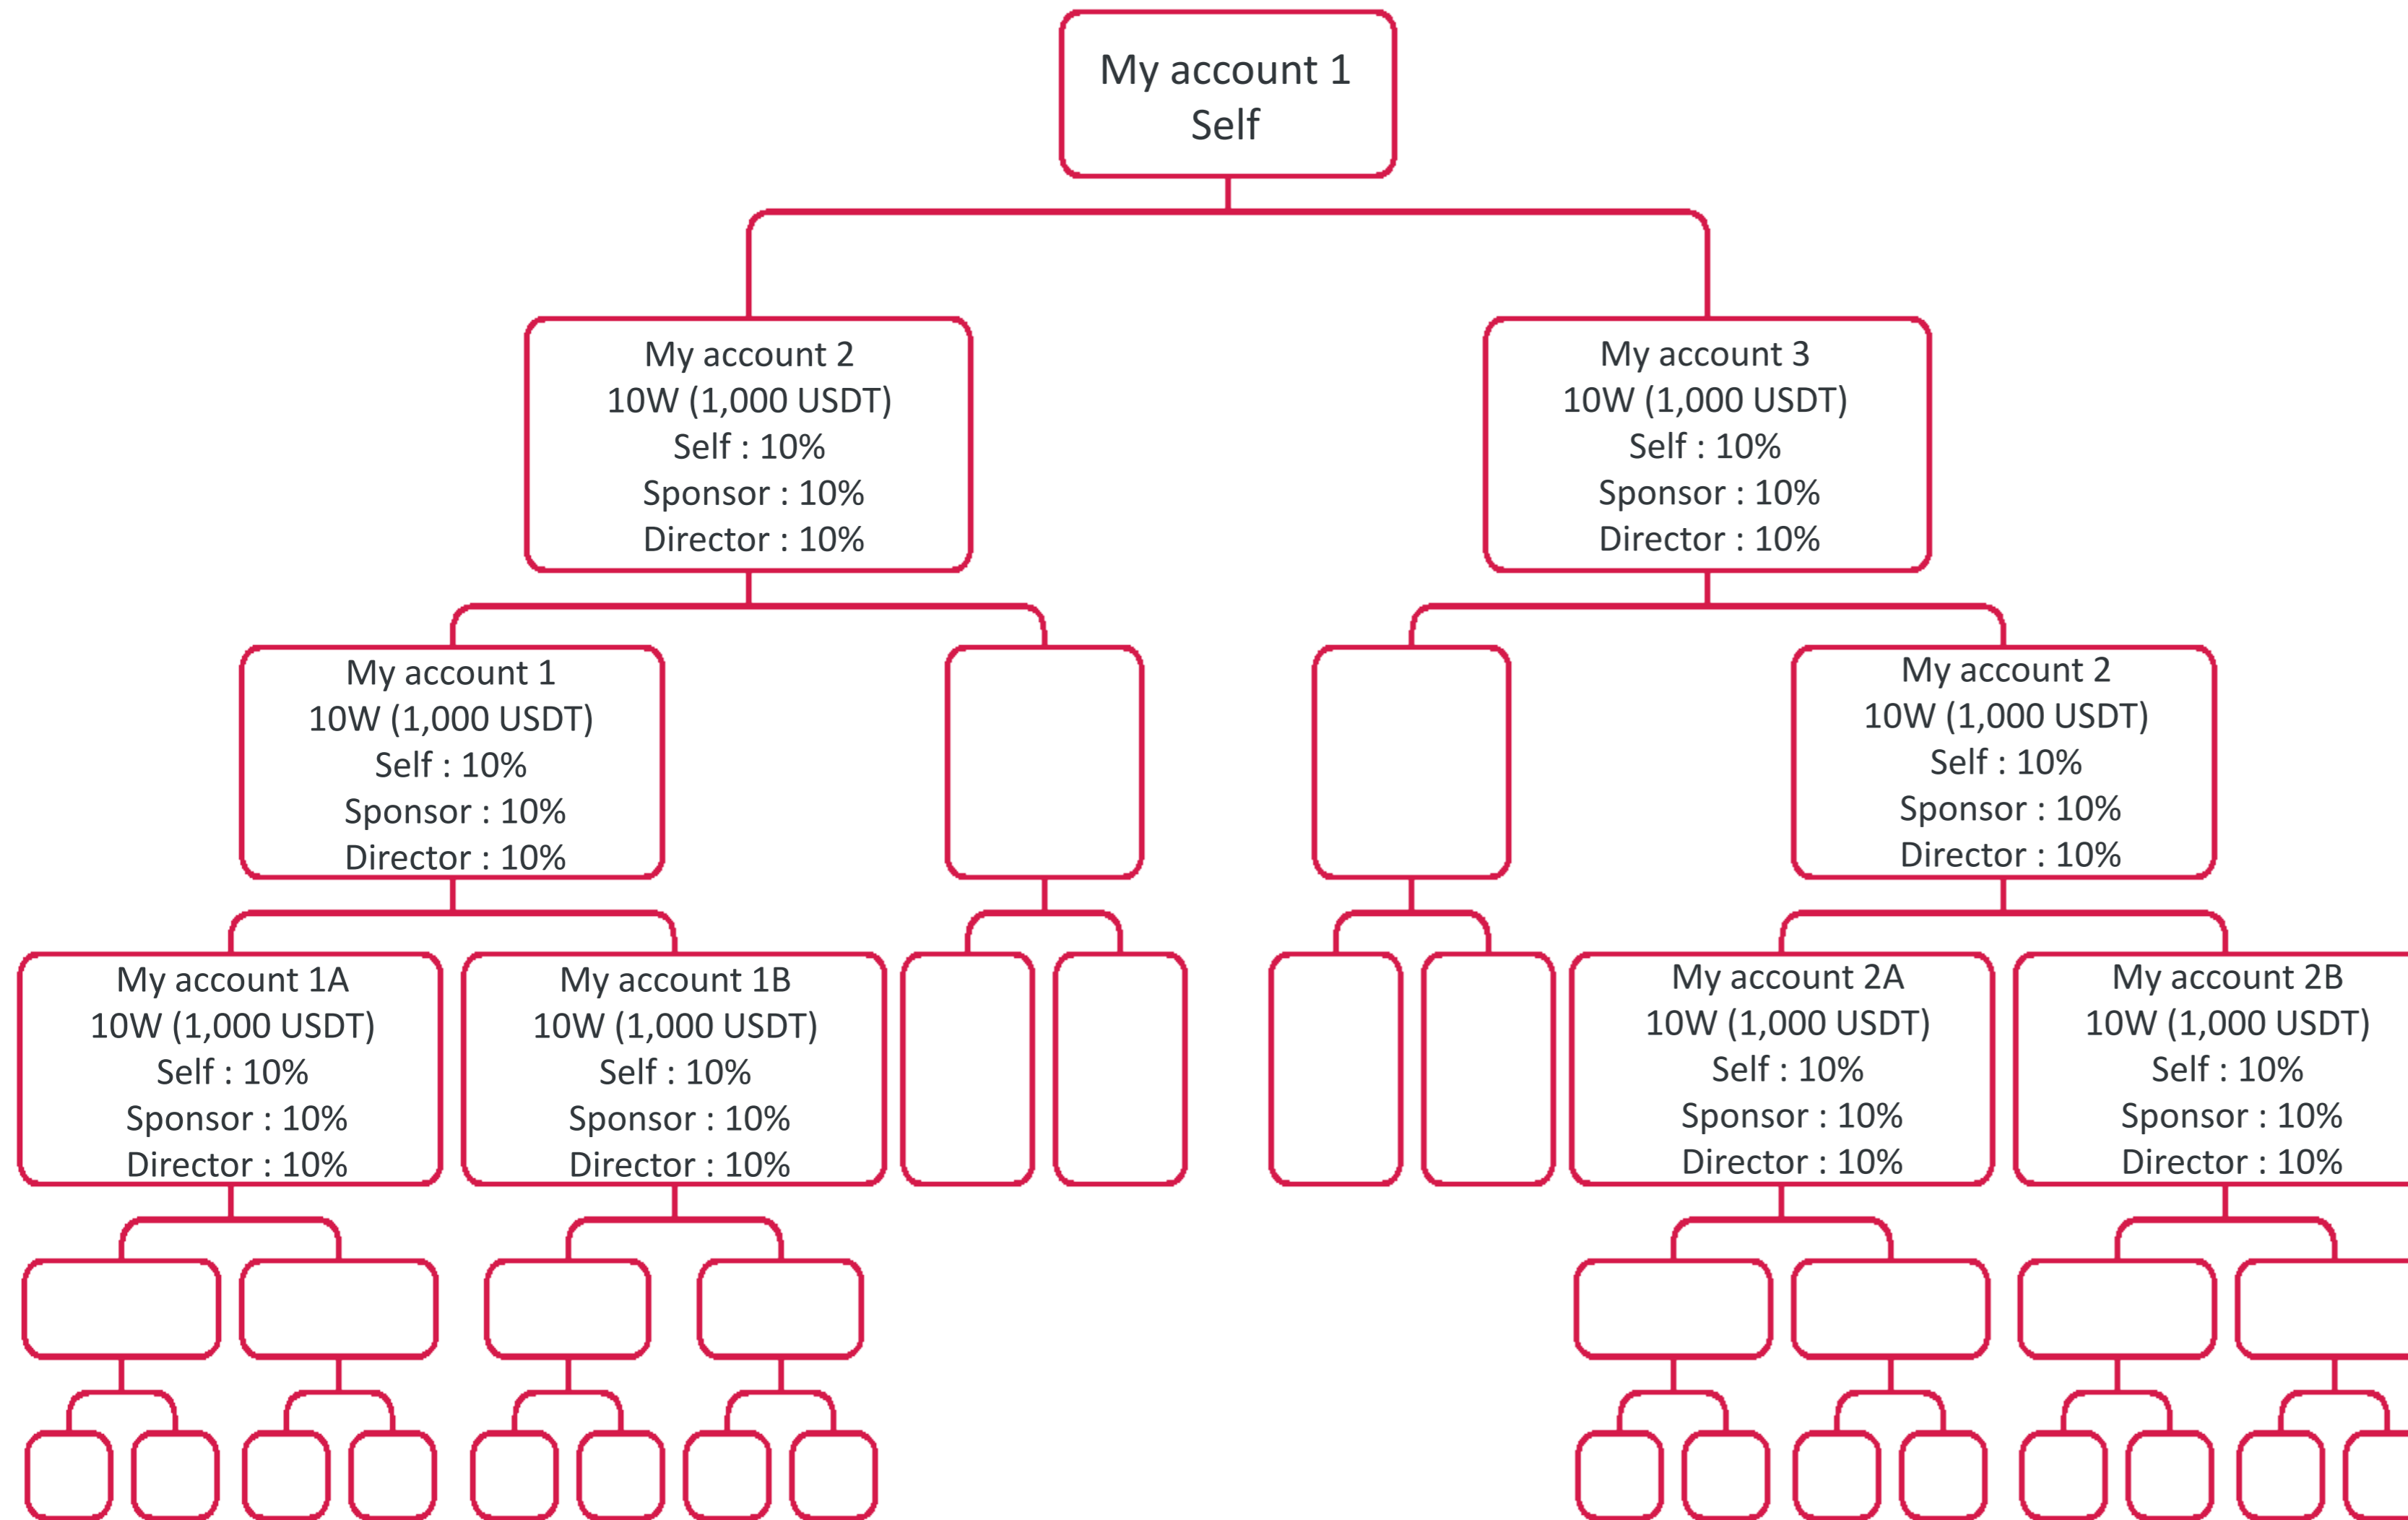 My account 1
Self
My account 2
10W (1,000 USDT)
Self : 10%
Sponsor : 10%
Director : 10%
My account 3
10W (1,000 USDT)
Self : 10%
Sponsor : 10%
Director : 10%
My account 1
10W (1,000 USDT)
Self : 10%
Sponsor : 10%
Director : 10%
My account 2
10W (1,000 USDT)
Self : 10%
Sponsor : 10%
Director : 10%
My account 1A
10W (1,000 USDT)
Self : 10%
Sponsor : 10%
Director : 10%
My account 1B
10W (1,000 USDT)
Self : 10%
Sponsor : 10%
Director : 10%
My account 2A
10W (1,000 USDT)
Self : 10%
Sponsor : 10%
Director : 10%
My account 2B
10W (1,000 USDT)
Self : 10%
Sponsor : 10%
Director : 10%